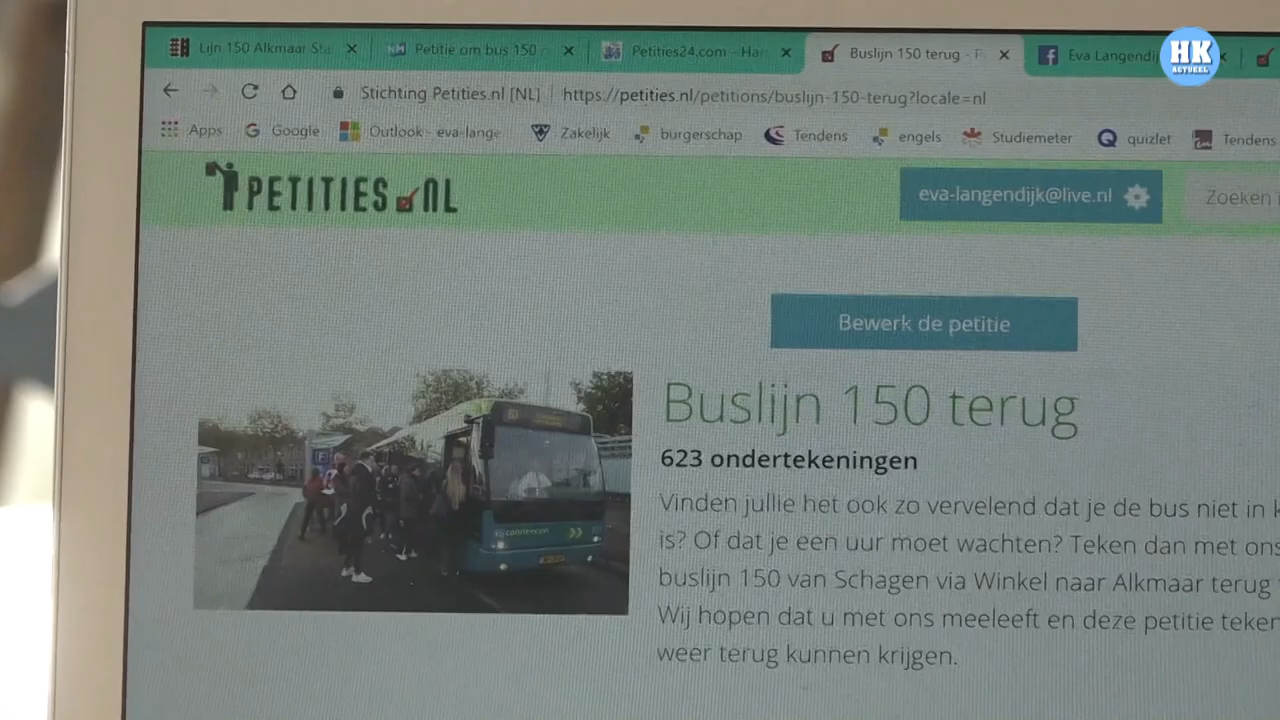 HK
ACTUEEL
Lijn 150 Alkmaar Sta
Petitie om bus 150
Petities24.com - Han
Buslijn 150 terug - P
Eva Langendij
Stichting Petities.nl [NL] | https://petities.nl/petitions/buslijn-150-terug?locale=nl
Apps
Google
Outlook - eva-lange
Zakelijk
burgerschap
Tendens
engels
Studiemeter
quizlet
Tendens
PETITIES.NL
eva-langendijk@live.nl
Zoeken
Bewerk de petitie
Buslijn 150 terug
623 ondertekeningen
Vinden jullie het ook zo vervelend dat je de bus niet in k
is? Of dat je een uur moet wachten? Teken dan met ons
buslijn 150 van Schagen via Winkel naar Alkmaar terug
Wij hopen dat u met ons meeleeft en deze petitie teken
weer terug kunnen krijgen.
connexxion